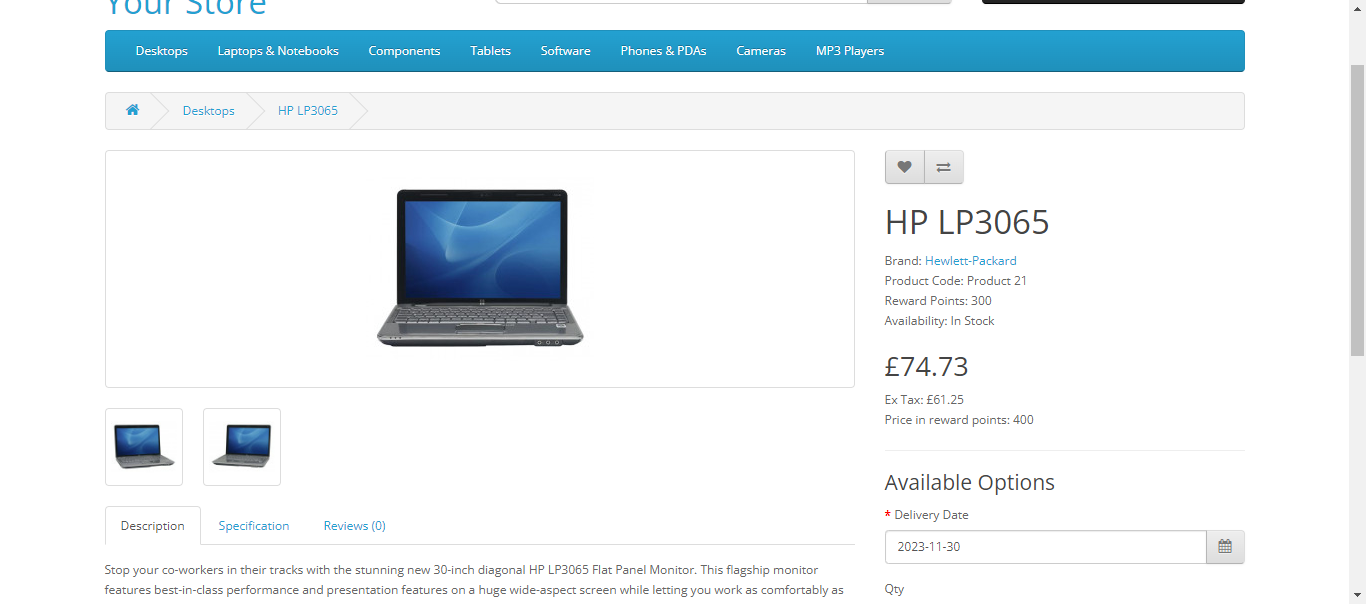 Your Store
Desktops Laptops & Notebooks Components Tablets Software Phones & PDAs Cameras MP3 Players
Desktops HP LP3065
HP LP3065
Brand: Hewlett-Packard
Product Code: Product 21
Reward Points: 300
Availability: In Stock
£74.73
Ex Tax: £61.25
Price in reward points: 400
Available Options
* Delivery Date
2023-11-30
Qty
Description Specification Reviews (0)
Stop your co-workers in their tracks with the stunning new 30-inch diagonal HP LP3065 Flat Panel Monitor. This flagship monitor
features best-in-class performance and presentation features on a huge wide-aspect screen while letting you work as comfortably as